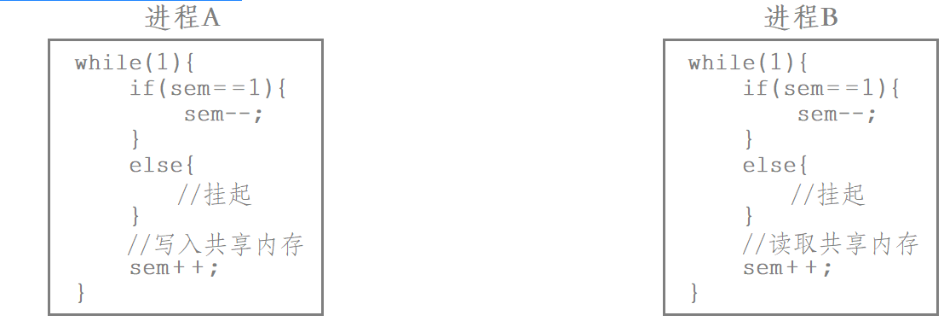 进程A
while(1){
if(sem==1){
sem--;
}
else{
//挂起
}
//写入共享内存
sem++;
}
进程B
while(1){
if(sem==1){
sem--;
}
else{
//挂起
}
//读取共享内存
sem++;
}